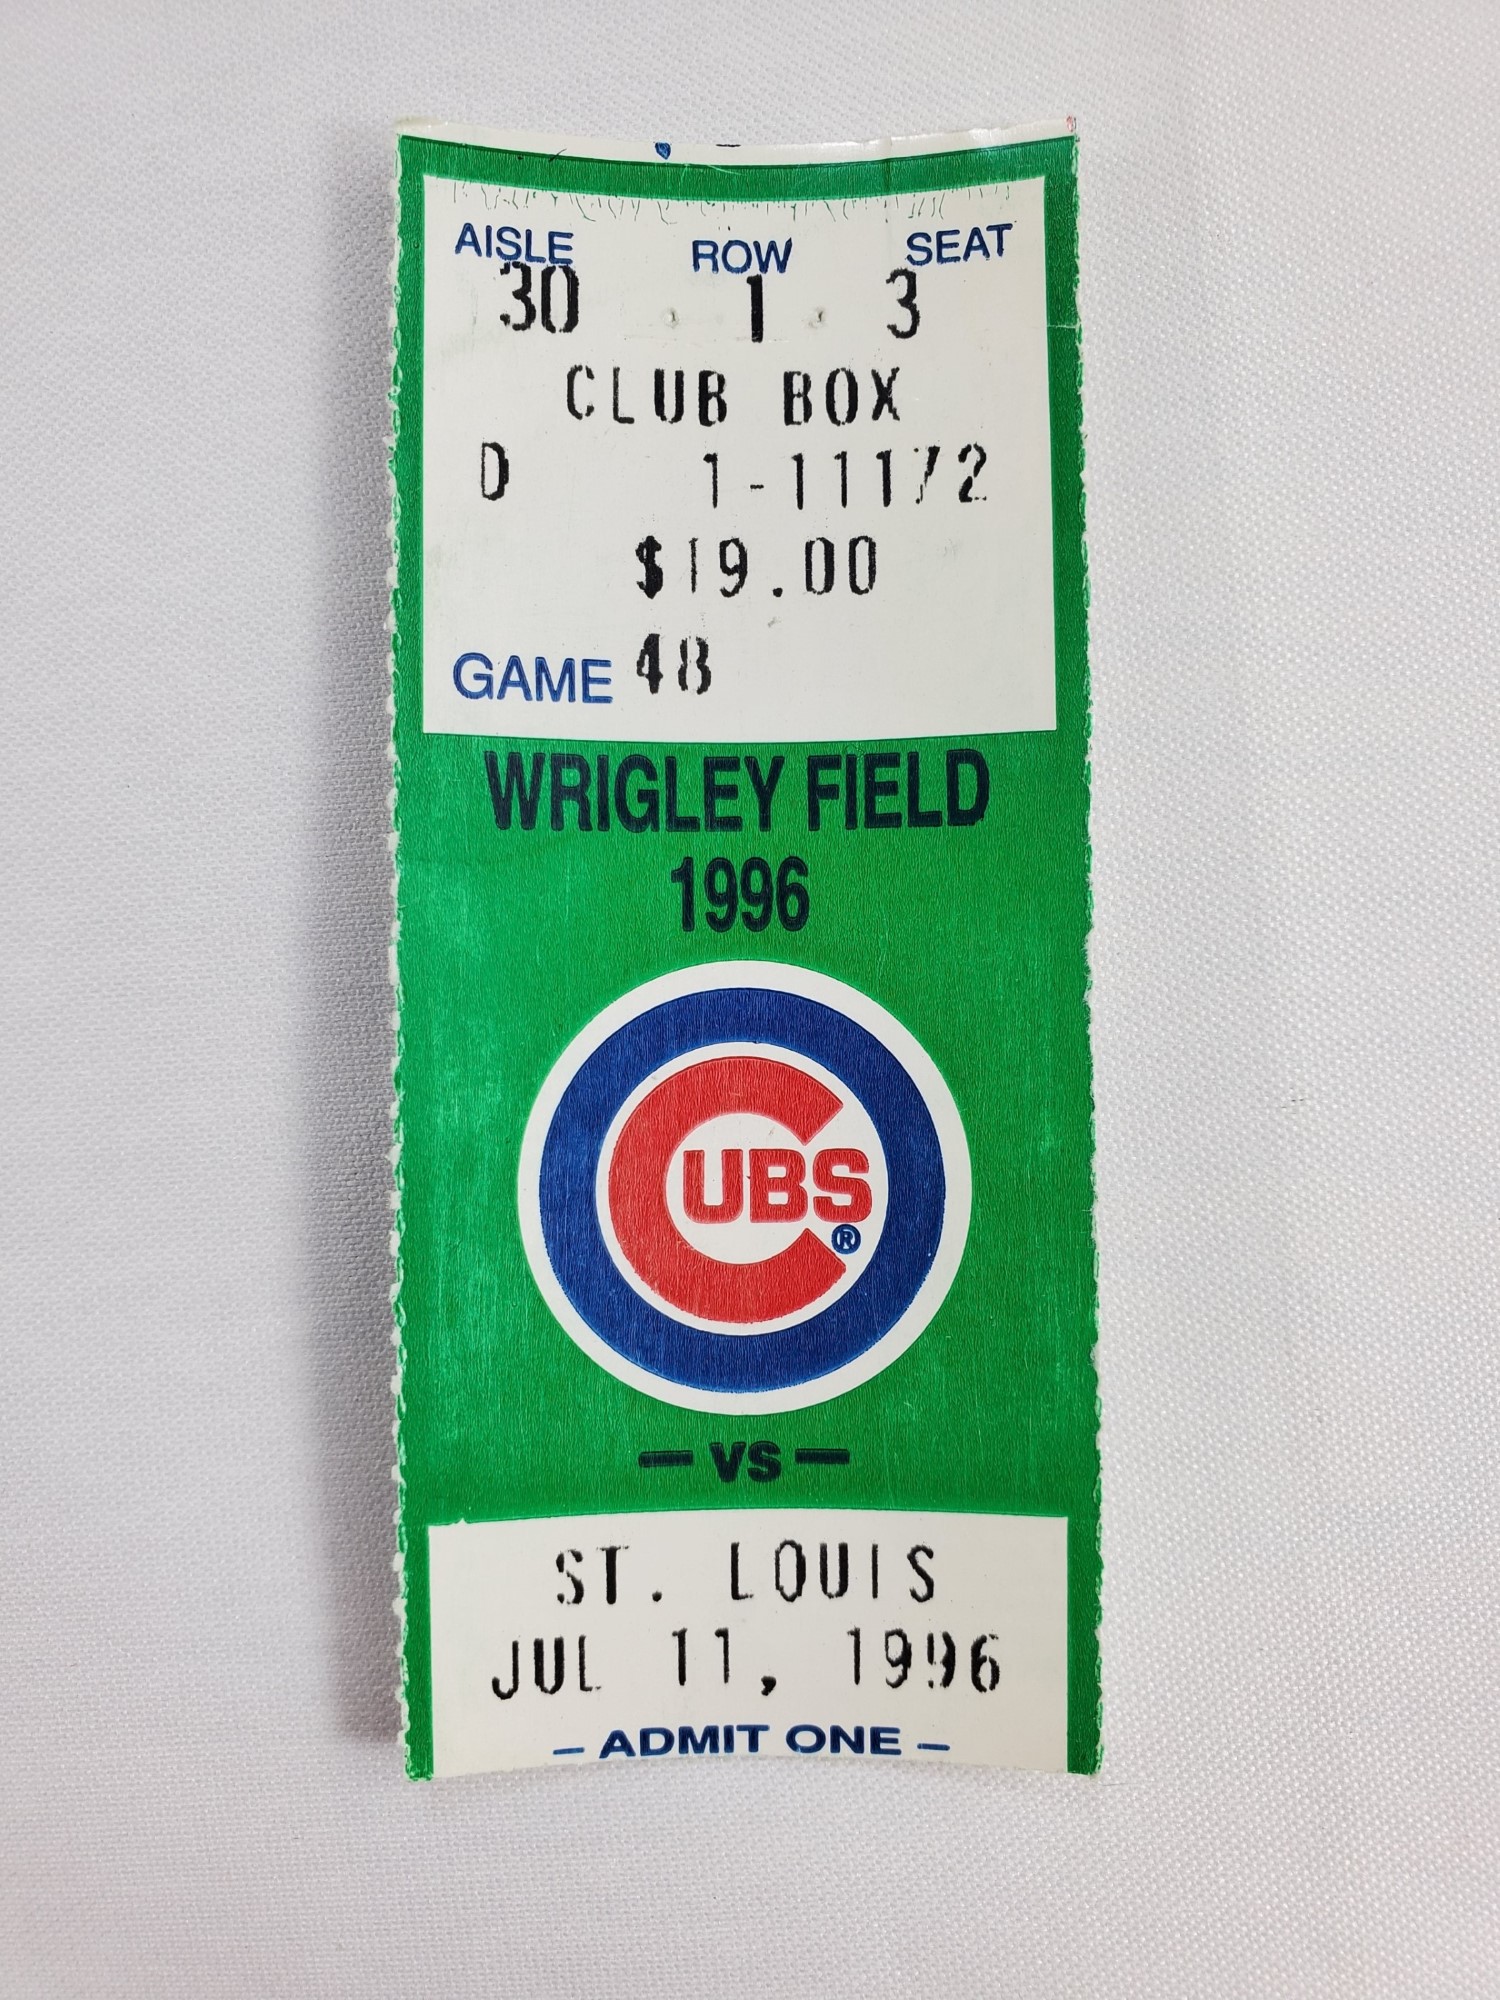 AISLE ROW SEAT
30 1 3
CLUB BOX
D 1-11172
$19.00
GAME 48
WRIGLEY FIELD
1996
CUBS ®
— VS —
ST. LOUIS
JUL 11, 1996
– ADMIT ONE –